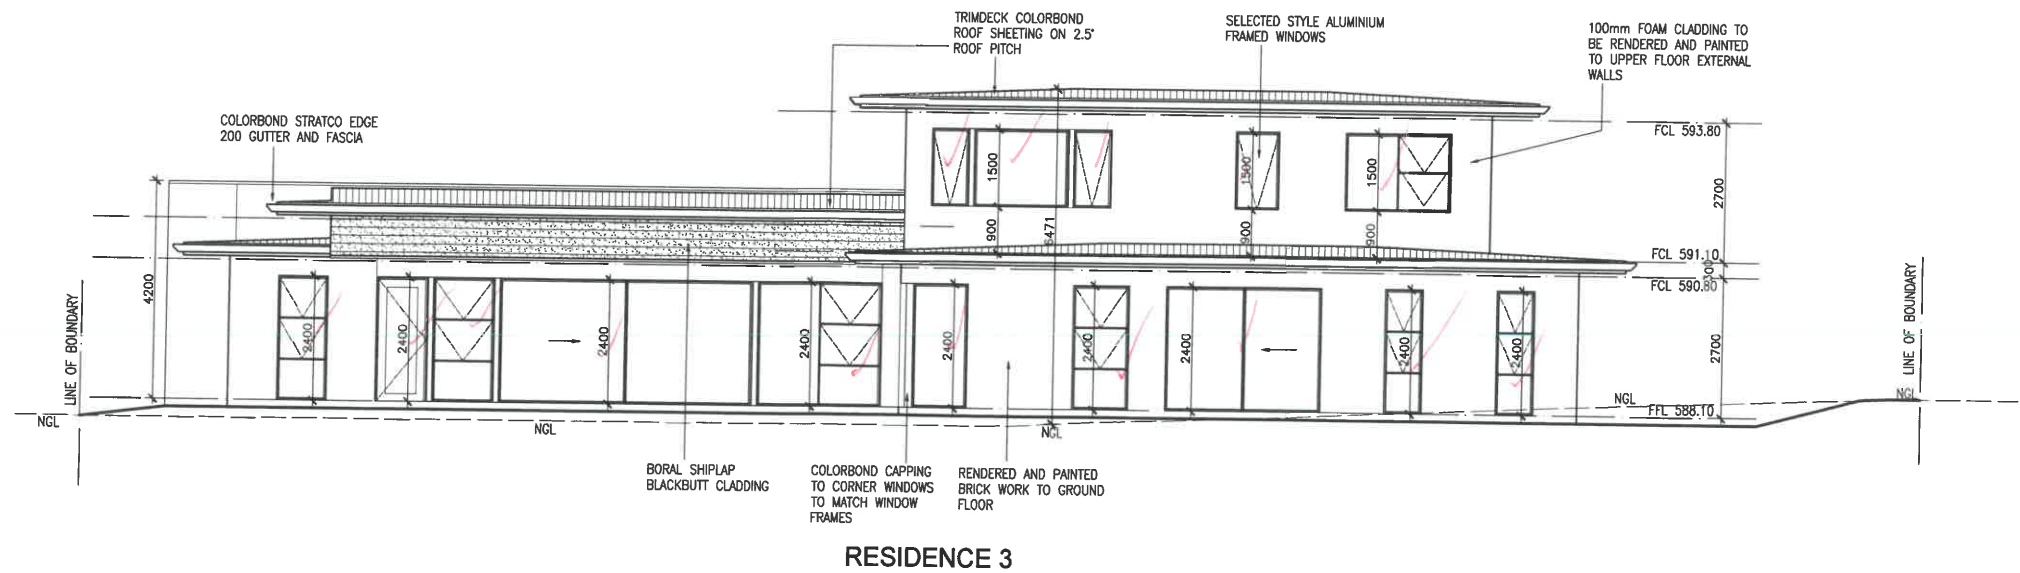 TRIMDECK COLORBOND
ROOF SHEETING ON 2.5°
ROOF PITCH
SELECTED STYLE ALUMINIUM
FRAMED WINDOWS
100mm FOAM CLADDING TO
BE RENDERED AND PAINTED
TO UPPER FLOOR EXTERNAL
WALLS
COLORBOND STRATCO EDGE
200 GUTTER AND FASCIA
FCL 593.80
1500
1500
1500
2700
900
6471
900
900
FCL 591.10
300
FCL 590.80
4200
LINE OF BOUNDARY
2400
2400
2400
2400
2400
2400
2400
2400
2400
2700
LINE OF BOUNDARY
NGL
NGL
FFL 588.10
NGL
NGL
NGL
BORAL SHIPLAP
BLACKBUTT CLADDING
COLORBOND CAPPING
TO CORNER WINDOWS
TO MATCH WINDOW
FRAMES
RENDERED AND PAINTED
BRICK WORK TO GROUND
FLOOR
RESIDENCE 3